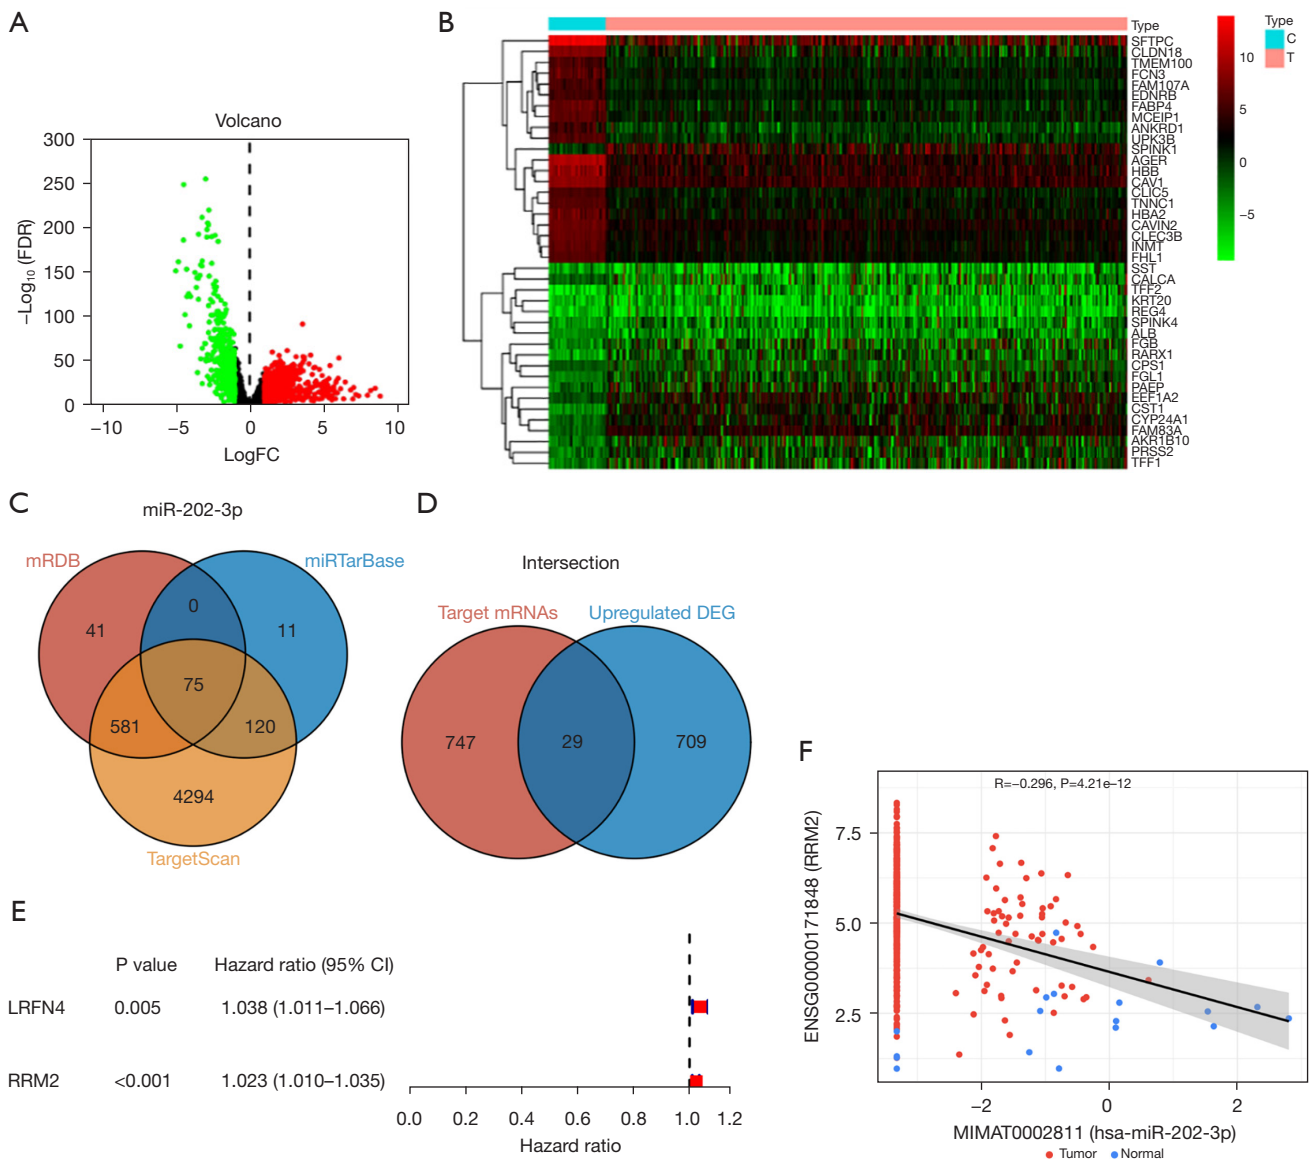 A
Volcano
300
250
200
150
100
50
0
−Log10 (FDR)
−10
−5
0
5
10
LogFC
B
Type
SFTPC
CLDN18
TMEM100
FCN3
FAM107A
EDNRB
FABP4
MCEIP1
ANKRD1
UPK3B
SPINK1
AGER
HBB
CAV1
CLIC5
TNNC1
HBA2
CAVIN2
CLEC3B
INMT
FHL1
SST
CALCA
TFF2
KRT20
REG4
SPINK4
ALB
FGB
RARX1
CPS1
FGL1
PAEP
EEF1A2
CST1
CYP24A1
FAM83A
AKR1B10
PRSS2
TFF1
10
5
0
−5
Type
C
T
C
miR-202-3p
mRDB
miRTarBase
0
41
11
75
581
120
4294
TargetScan
D
Intersection
Target mRNAs
Upregulated DEG
747
29
709
E
P value
Hazard ratio (95% CI)
LRFN4
0.005
1.038 (1.011–1.066)
RRM2
<0.001
1.023 (1.010–1.035)
0.0
0.2
0.4
0.6
0.8
1.0
1.2
Hazard ratio
F
R=−0.296, P=4.21e−12
7.5
5.0
2.5
ENSG00000171848 (RRM2)
−2
0
2
MIMAT0002811 (hsa-miR-202-3p)
Tumor
Normal